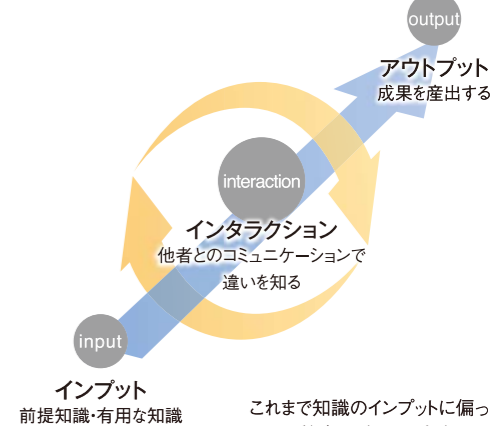 output
アウトプット
成果を産出する
interaction
インタラクション
他者とのコミュニケーションで
違いを知る
input
インプット
前提知識・有用な知識
これまで知識のインプットに偏っ